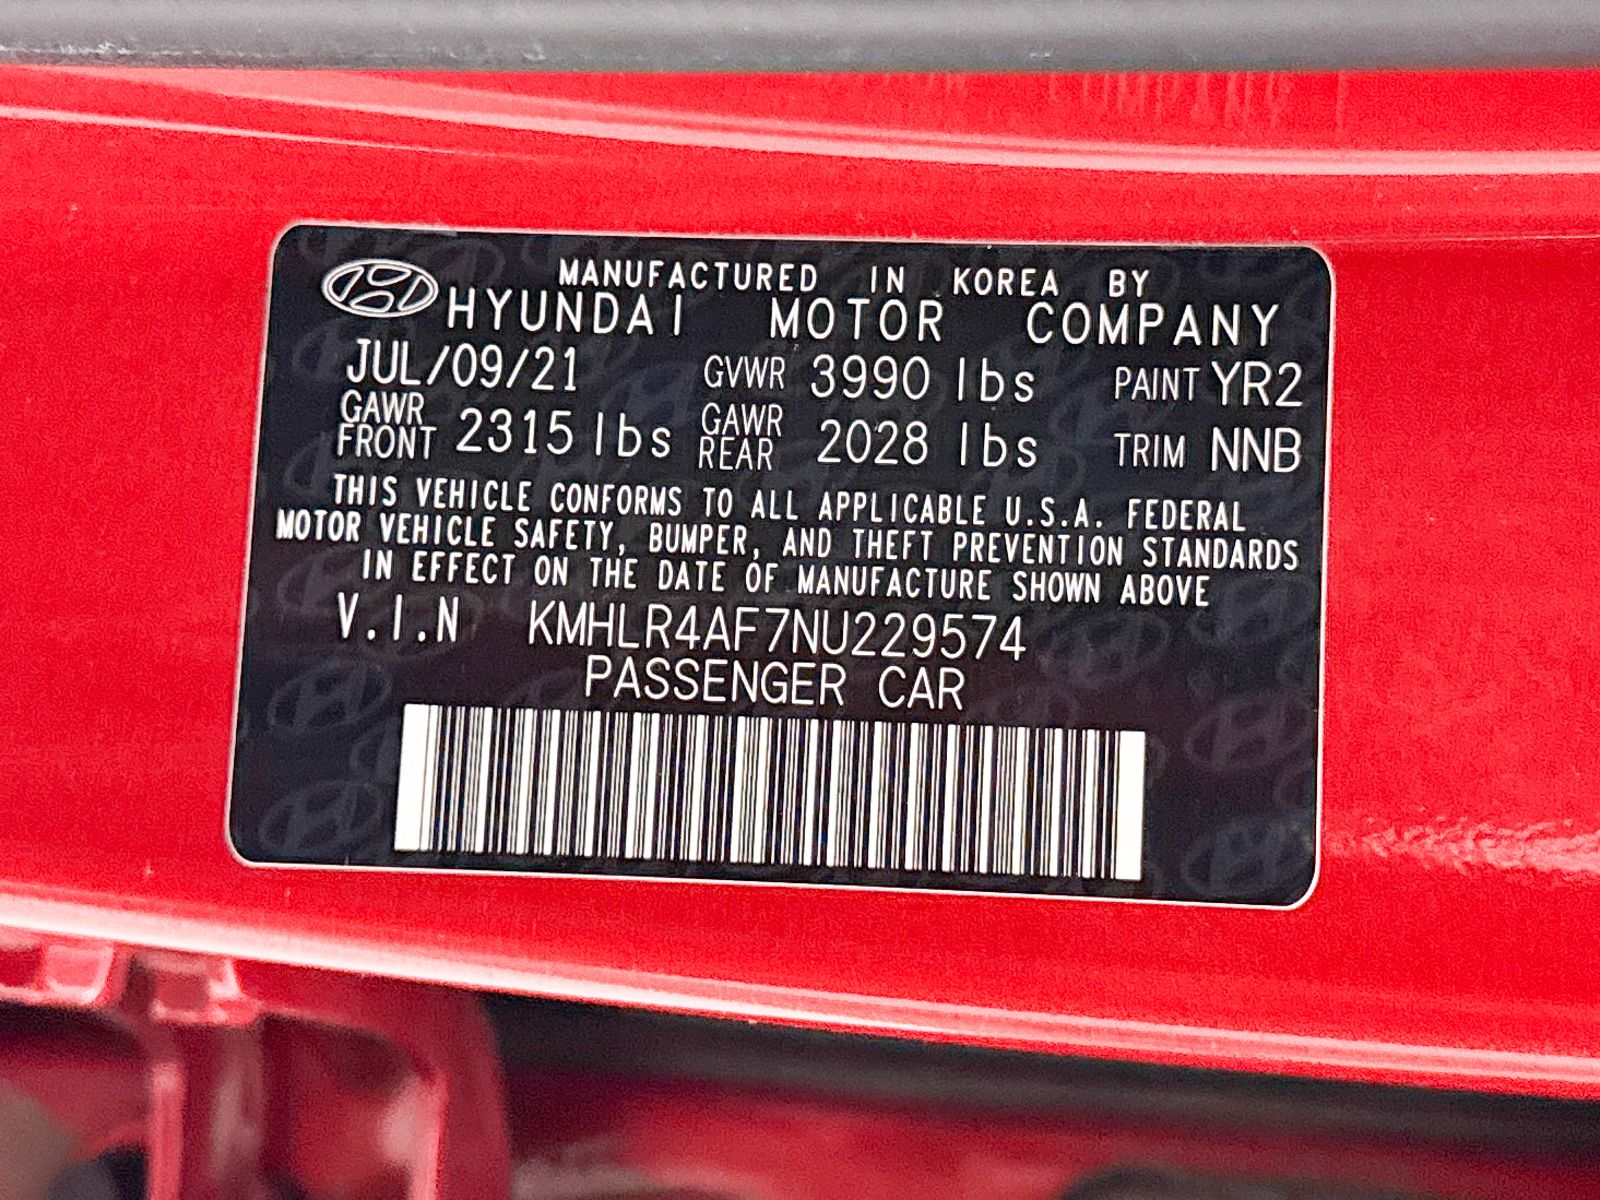 MANUFACTURED IN KOREA BY
HYUNDAI MOTOR COMPANY
JUL/09/21 GVWR 3990 lbs PAINT YR2
GAWR FRONT 2315 lbs GAWR REAR 2028 lbs TRIM NNB
THIS VEHICLE CONFORMS TO ALL APPLICABLE U.S.A. FEDERAL
MOTOR VEHICLE SAFETY, BUMPER, AND THEFT PREVENTION STANDARDS
IN EFFECT ON THE DATE OF MANUFACTURE SHOWN ABOVE
V.I.N KMHLR4AF7NU229574
PASSENGER CAR